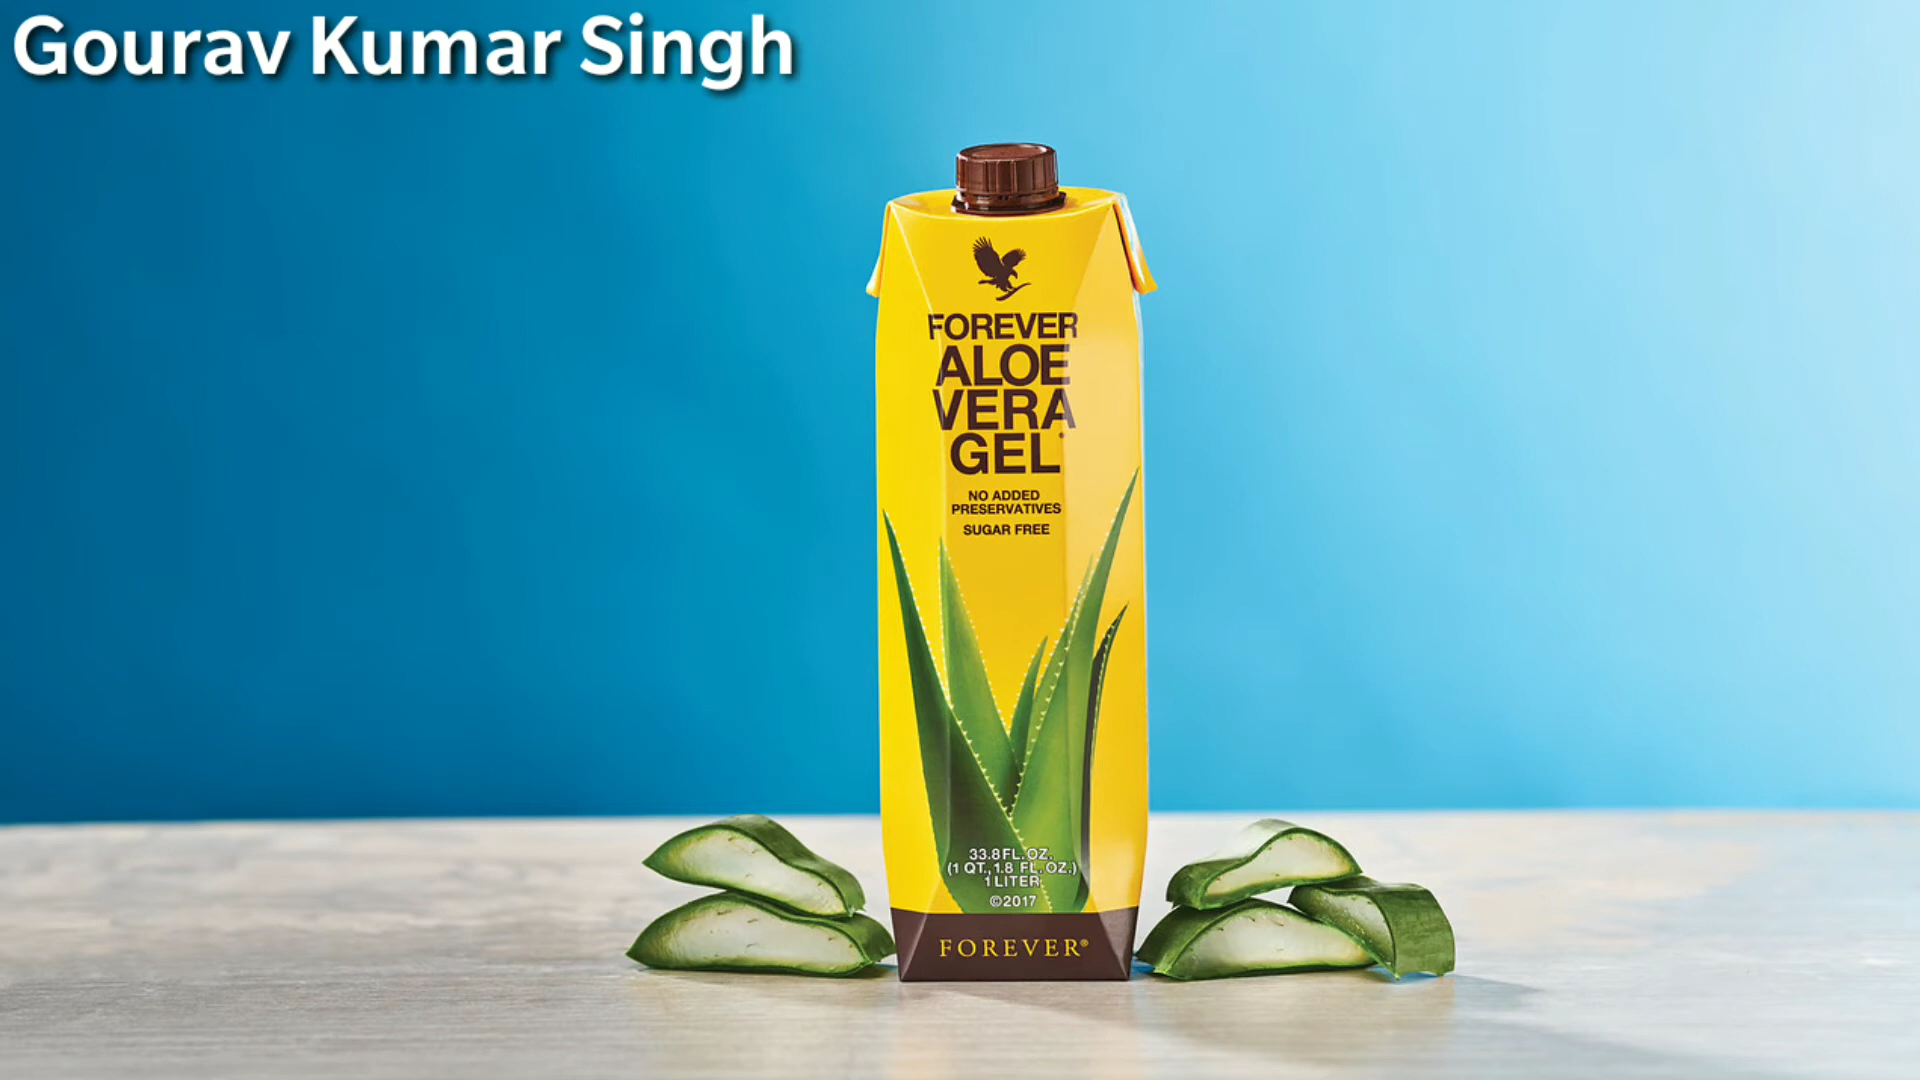 Gourav Kumar Singh
FOREVER
ALOE
VERA
GEL®
NO ADDED
PRESERVATIVES
SUGAR FREE
33.8 FL. OZ.
(1 QT., 1.8 FL. OZ.)
1 LITER
©2017
FOREVER®